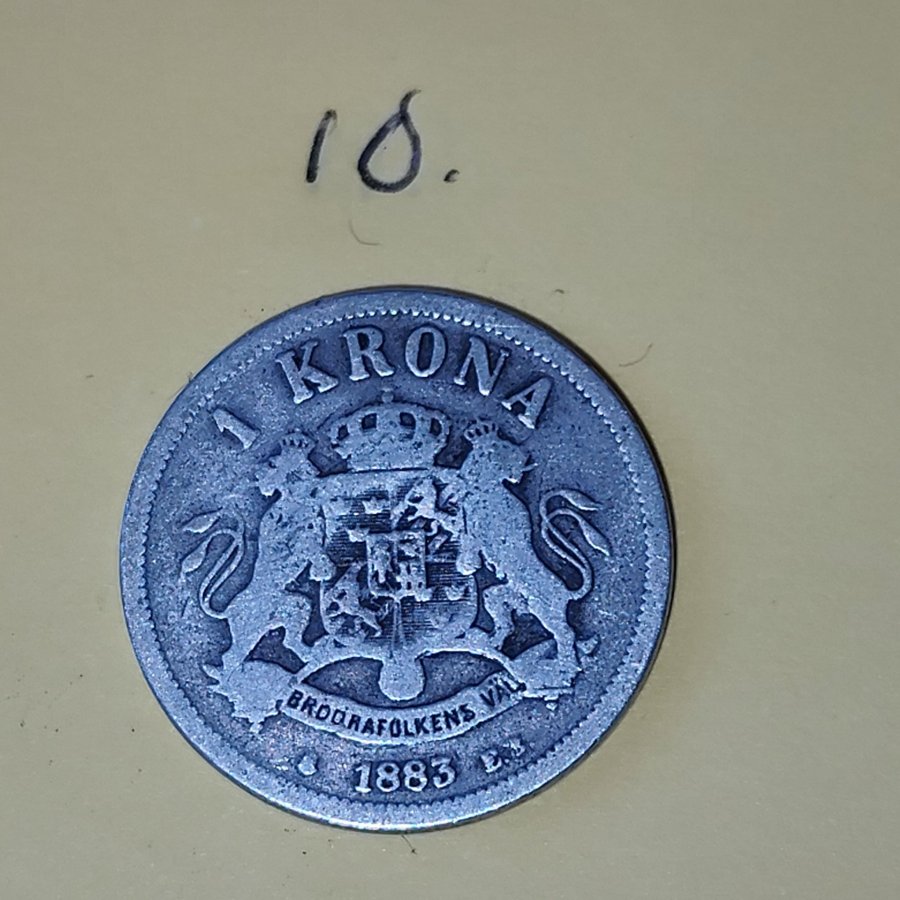 10.
1 KRONA
BRÖDRAFOLKENS VÄL
1883 E.B.